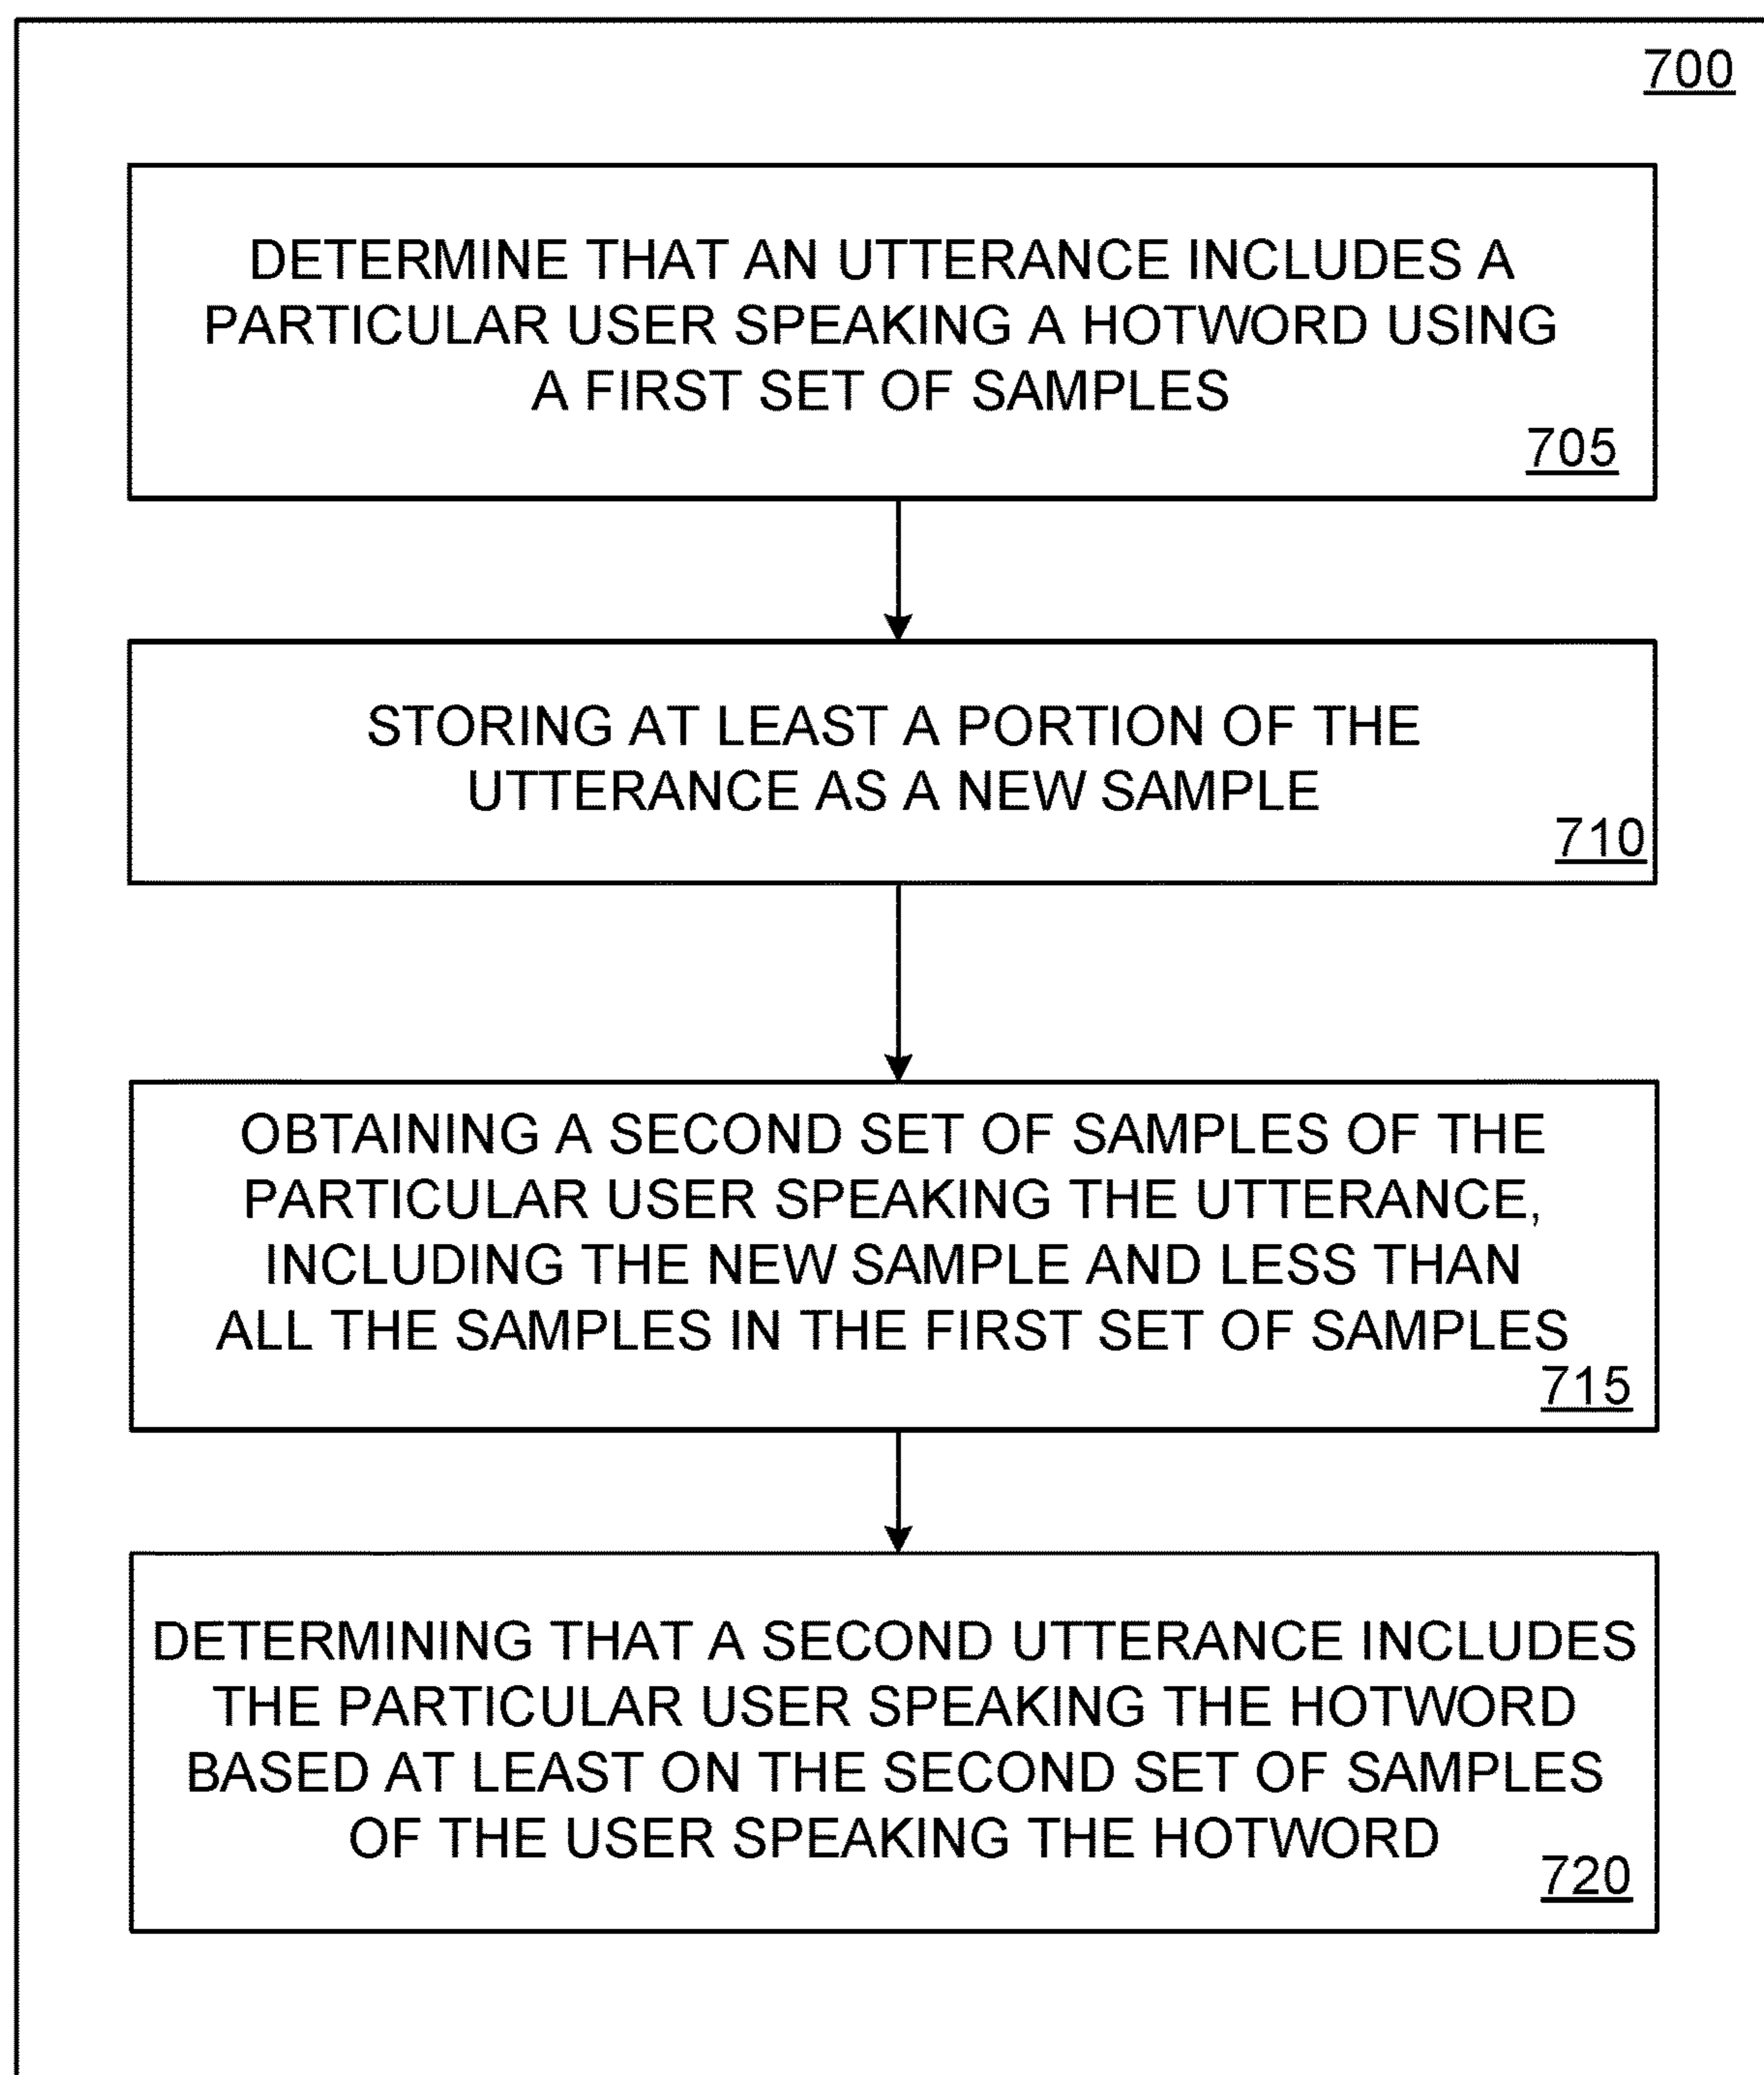 700
DETERMINE THAT AN UTTERANCE INCLUDES A
PARTICULAR USER SPEAKING A HOTWORD USING
A FIRST SET OF SAMPLES
705
STORING AT LEAST A PORTION OF THE
UTTERANCE AS A NEW SAMPLE
710
OBTAINING A SECOND SET OF SAMPLES OF THE
PARTICULAR USER SPEAKING THE UTTERANCE,
INCLUDING THE NEW SAMPLE AND LESS THAN
ALL THE SAMPLES IN THE FIRST SET OF SAMPLES
715
DETERMINING THAT A SECOND UTTERANCE INCLUDES
THE PARTICULAR USER SPEAKING THE HOTWORD
BASED AT LEAST ON THE SECOND SET OF SAMPLES
OF THE USER SPEAKING THE HOTWORD
720